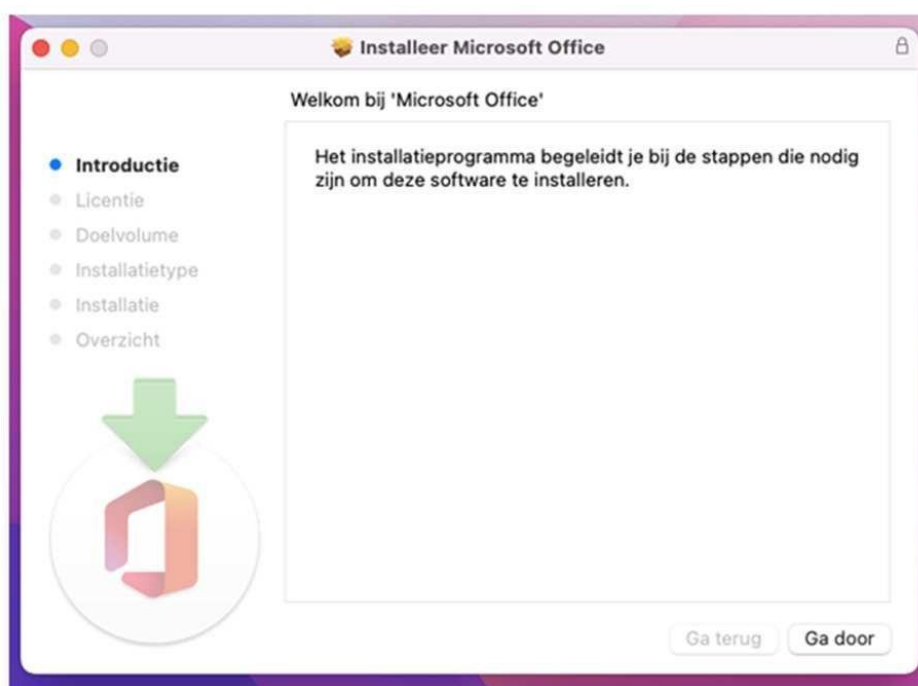 Installeer Microsoft Office
Welkom bij 'Microsoft Office'
Introductie
Licentie
Doelvolume
Installatietype
Installatie
Overzicht
Het installatieprogramma begeleidt je bij de stappen die nodig
zijn om deze software te installeren.
Ga terug
Ga door